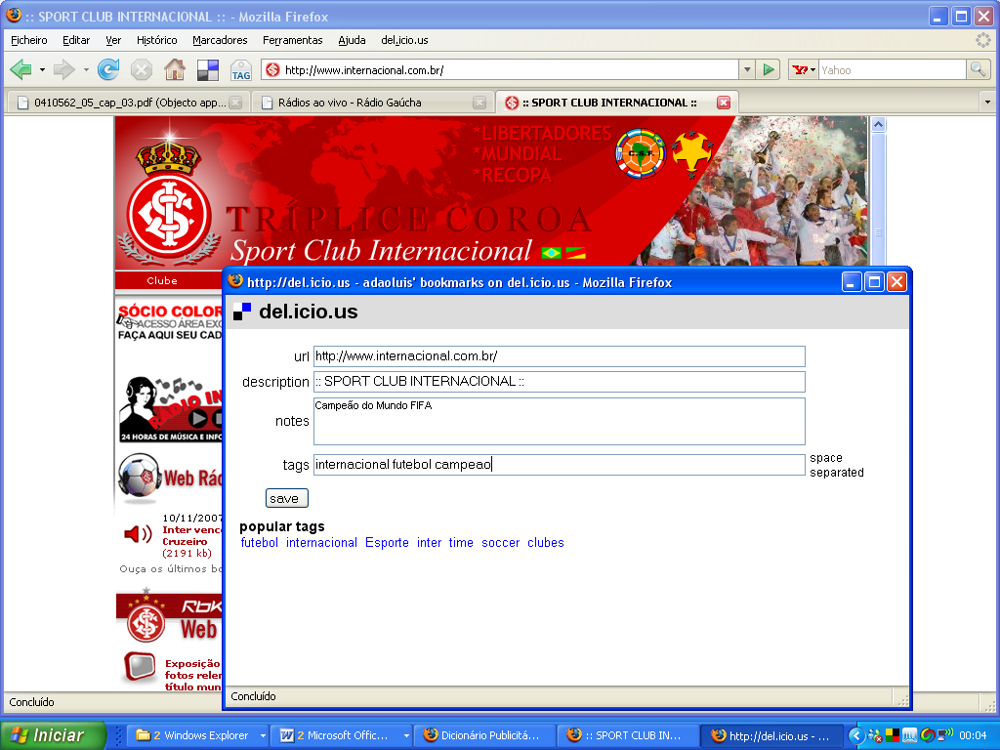 :: SPORT CLUB INTERNACIONAL :: - Mozilla Firefox
Ficheiro Editar Ver Histórico Marcadores Ferramentas Ajuda del.icio.us
TAG http://www.internacional.com.br/ Yahoo
0410562_05_cap_03.pdf (Objecto app... Rádios ao vivo - Rádio Gaúcha :: SPORT CLUB INTERNACIONAL ::
*LIBERTADORES
*MUNDIAL
*RECOPA
TRÍPLICE COROA
Sport Club Internacional
Clube
http://del.icio.us - adaoluis' bookmarks on del.icio.us - Mozilla Firefox
del.icio.us
url http://www.internacional.com.br/
description :: SPORT CLUB INTERNACIONAL ::
notes Campeão do Mundo FIFA
tags internacional futebol campeao
space
separated
save
popular tags
futebol internacional Esporte inter time soccer clubes
Concluído
SÓCIO COLOR
ACESSO ÁREA EXC
FAÇA AQUI SEU CAD
RÁDIO IN
24 HORAS DE MÚSICA E INFO
Web Rád
10/11/2007
Inter venc
Cruzeiro
(2191 kb)
Ouça os últimos bo
Rbk
Web
Exposição
fotos relem
título mun
Concluído
Iniciar 2 Windows Explorer 2 Microsoft Offic... Dicionário Publicitá... :: SPORT CLUB IN... http://del.icio.us - ... 00:04